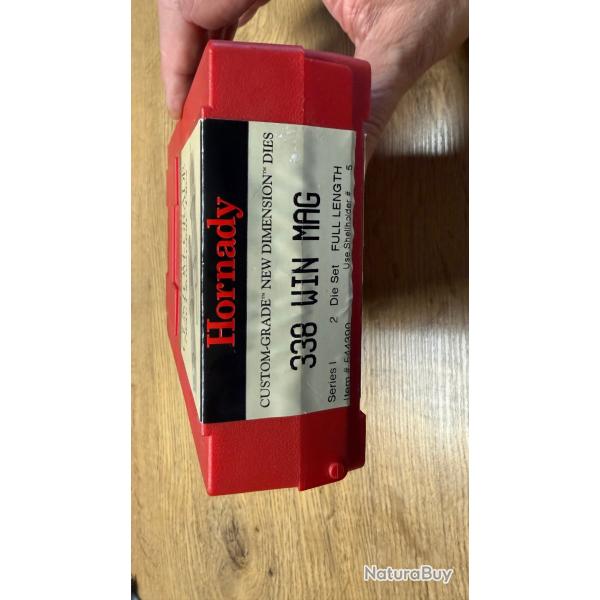 Hornady
CUSTOM-GRADE™ NEW DIMENSION™ DIES
338 WIN MAG
Series I 2 Die Set FULL LENGTH
Item # Use Shellholder # 5
NaturaBuy